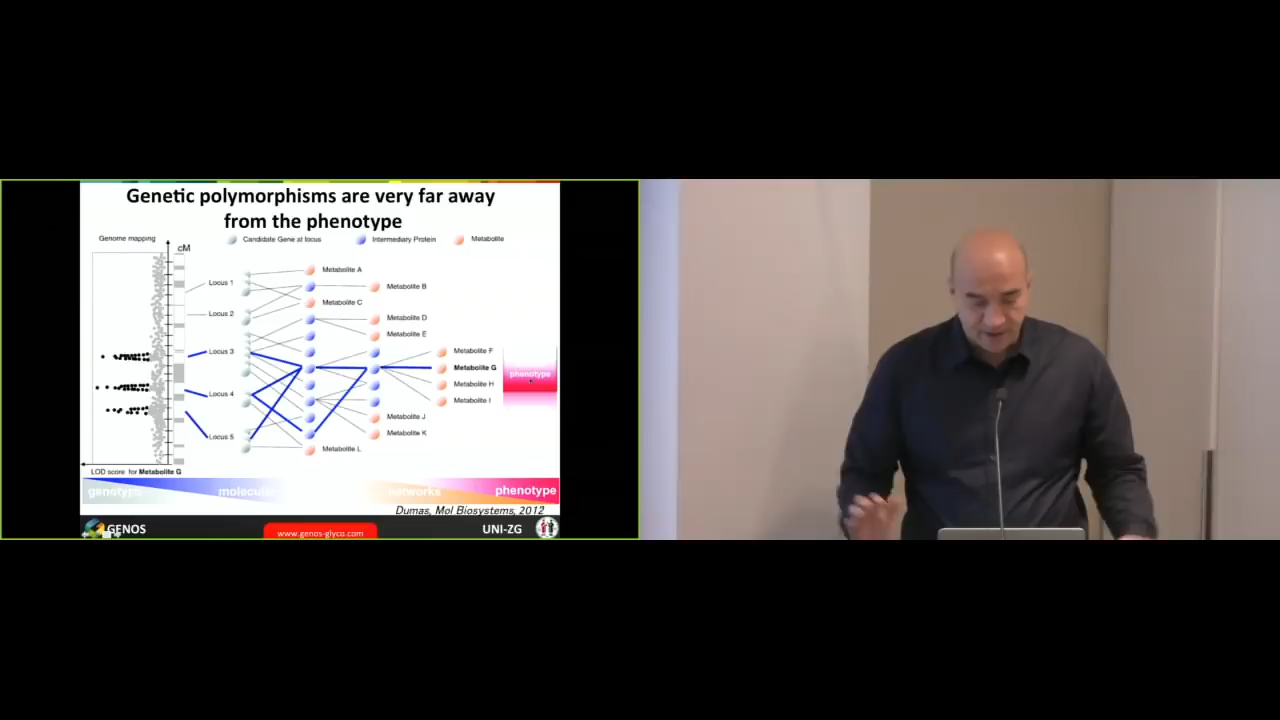 Genetic polymorphisms are very far away
from the phenotype
Genome mapping
cM
Candidate Gene at locus
Intermediary Protein
Metabolite
Locus 1
Locus 2
Locus 3
Locus 4
Locus 5
Metabolite A
Metabolite B
Metabolite C
Metabolite D
Metabolite E
Metabolite F
Metabolite G
Metabolite H
Metabolite I
Metabolite J
Metabolite K
Metabolite L
phenotype
LOD score for Metabolite G
genotype
networks
phenotype
Dumas, Mol Biosystems, 2012
GENOS
www.genos-glyco.com
UNI-ZG